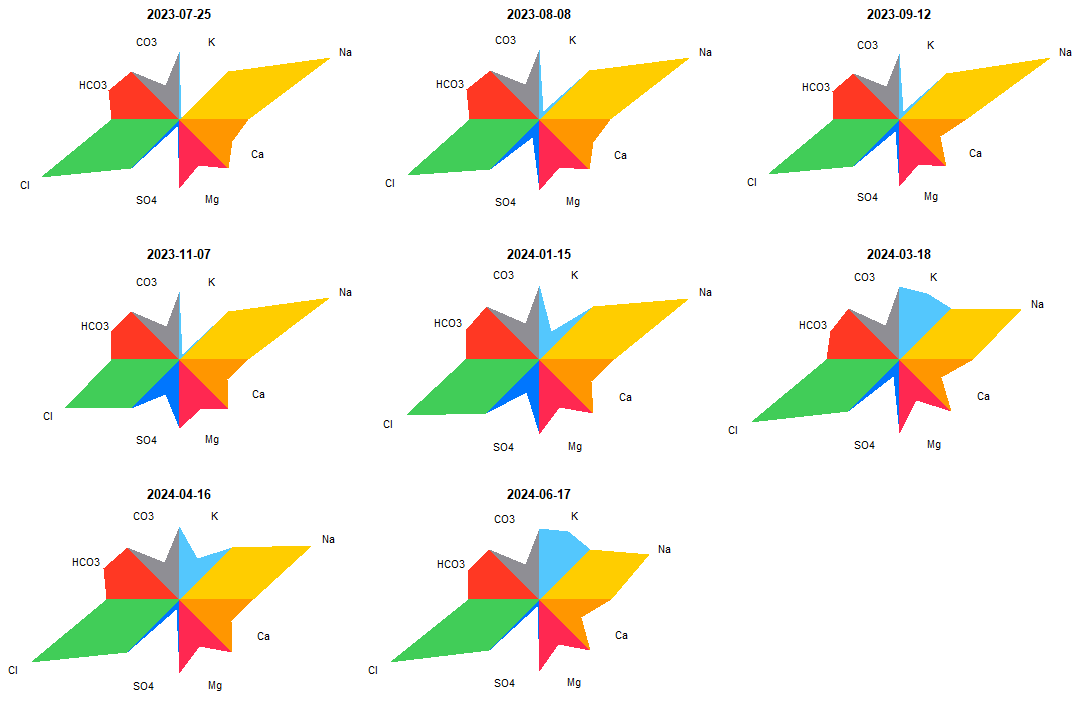 2023-07-25
CO3 K
Na
HCO3
Ca
Cl
SO4 Mg
2023-08-08
CO3 K
Na
HCO3
Ca
Cl
SO4 Mg
2023-09-12
CO3 K
Na
HCO3
Ca
Cl
SO4 Mg
2023-11-07
CO3 K
Na
HCO3
Ca
Cl
SO4 Mg
2024-01-15
CO3 K
Na
HCO3
Ca
Cl
SO4 Mg
2024-03-18
CO3 K
Na
HCO3
Ca
Cl
SO4 Mg
2024-04-16
CO3 K
Na
HCO3
Ca
Cl
SO4 Mg
2024-06-17
CO3 K
Na
HCO3
Ca
Cl
SO4 Mg